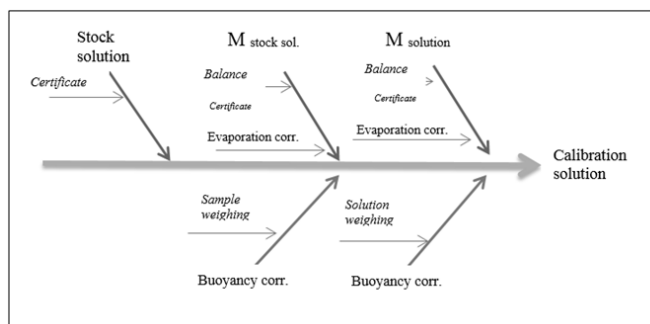 Stock
solution
M stock sol.
M solution
Certificate
Balance
Certificate
Evaporation corr.
Balance
Certificate
Evaporation corr.
Calibration
solution
Sample
weighing
Solution
weighing
Buoyancy corr.
Buoyancy corr.